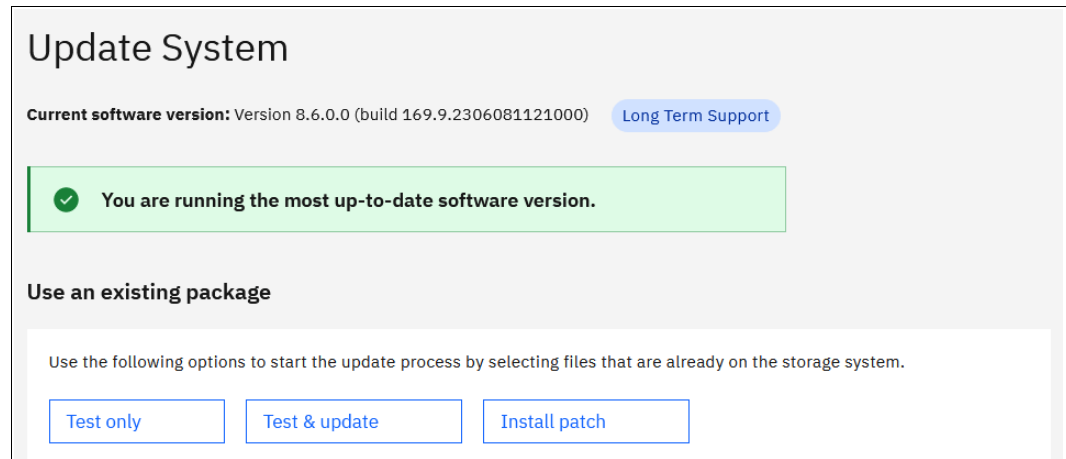 Update System
Current software version: Version 8.6.0.0 (build 169.9.2306081121000) Long Term Support
You are running the most up-to-date software version.
Use an existing package
Use the following options to start the update process by selecting files that are already on the storage system.
Test only Test & update Install patch